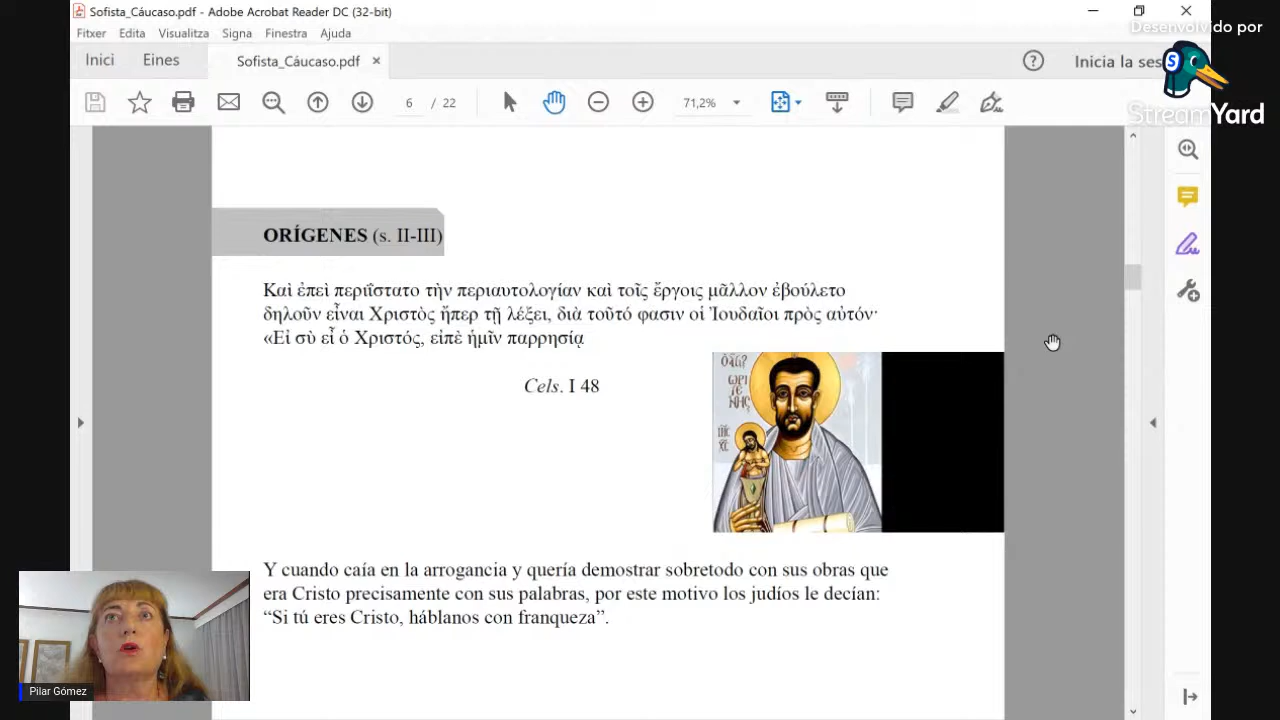 Sofista_Cáucaso.pdf - Adobe Acrobat Reader DC (32-bit)
Desenvolvido por
Fitxer Edita Visualitza Signa Finestra Ajuda
Inici Eines Sofista_Cáucaso.pdf × ? Inicia la ses
S
StreamYard
6 / 22 71,2%
ORÍGENES (s. II-III)
Καὶ ἐπεὶ περιΐστατο τὴν περιαυτολογίαν καὶ τοῖς ἔργοις μᾶλλον ἐβούλετο
δηλοῦν εἶναι Χριστὸς ἤπερ τῇ λέξει, διὰ τοῦτό φασιν οἱ Ἰουδαῖοι πρὸς αὐτόν·
«Εἰ σὺ εἶ ὁ Χριστός, εἰπὲ ἡμῖν παρρησίᾳ
Cels. I 48
ΩΡΙ
ΓΕ
ΝΗϹ
Y cuando caía en la arrogancia y quería demostrar sobretodo con sus obras que
era Cristo precisamente con sus palabras, por este motivo los judíos le decían:
“Si tú eres Cristo, háblanos con franqueza”.
Pilar Gómez